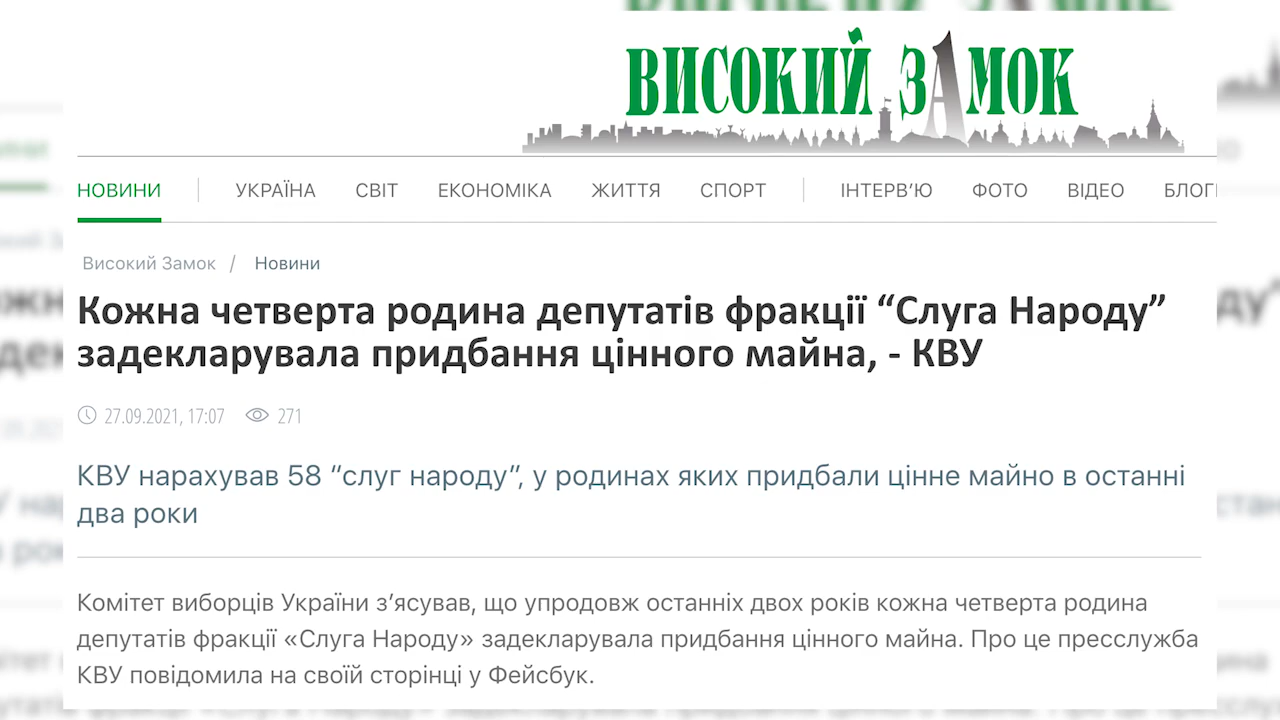 ВИСОКИЙ ЗАМОК
НОВИНИ УКРАЇНА СВІТ ЕКОНОМІКА ЖИТТЯ СПОРТ ІНТЕРВ’Ю ФОТО ВІДЕО
Високий Замок / Новини
Кожна четверта родина депутатів фракції “Слуга Народу”
задекларувала придбання цінного майна, - КВУ
27.09.2021, 17:07 271
КВУ нарахував 58 “слуг народу”, у родинах яких придбали цінне майно в останні
два роки
Комітет виборців України з’ясував, що упродовж останніх двох років кожна четверта родина
депутатів фракції «Слуга Народу» задекларувала придбання цінного майна. Про це пресслужба
КВУ повідомила на своїй сторінці у Фейсбук.